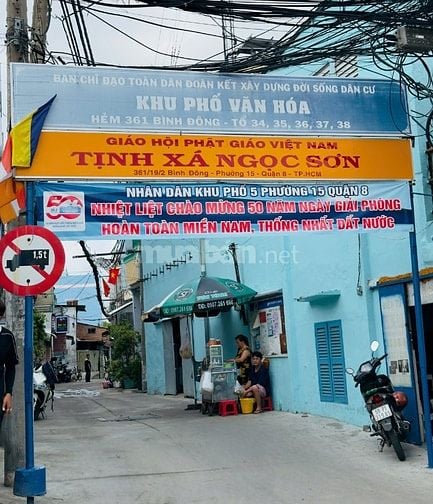 BAN CHỈ ĐẠO TOÀN DÂN ĐOÀN KẾT XÂY DỰNG ĐỜI SỐNG DÂN CƯ
KHU PHỐ VĂN HÓA
HẺM 361 BÌNH ĐÔNG - TỔ 34, 35, 36, 37, 38
GIÁO HỘI PHẬT GIÁO VIỆT NAM
TỊNH XÁ NGỌC SƠN
361/19/2 Bình Đông - Phường 15 - Quận 8 - TP.HCM
50
NHÂN DÂN KHU PHỐ 5 PHƯỜNG 15 QUẬN 8
NHIỆT LIỆT CHÀO MỪNG 50 NĂM NGÀY GIẢI PHÓNG
HOÀN TOÀN MIỀN NAM, THỐNG NHẤT ĐẤT NƯỚC
1,5t